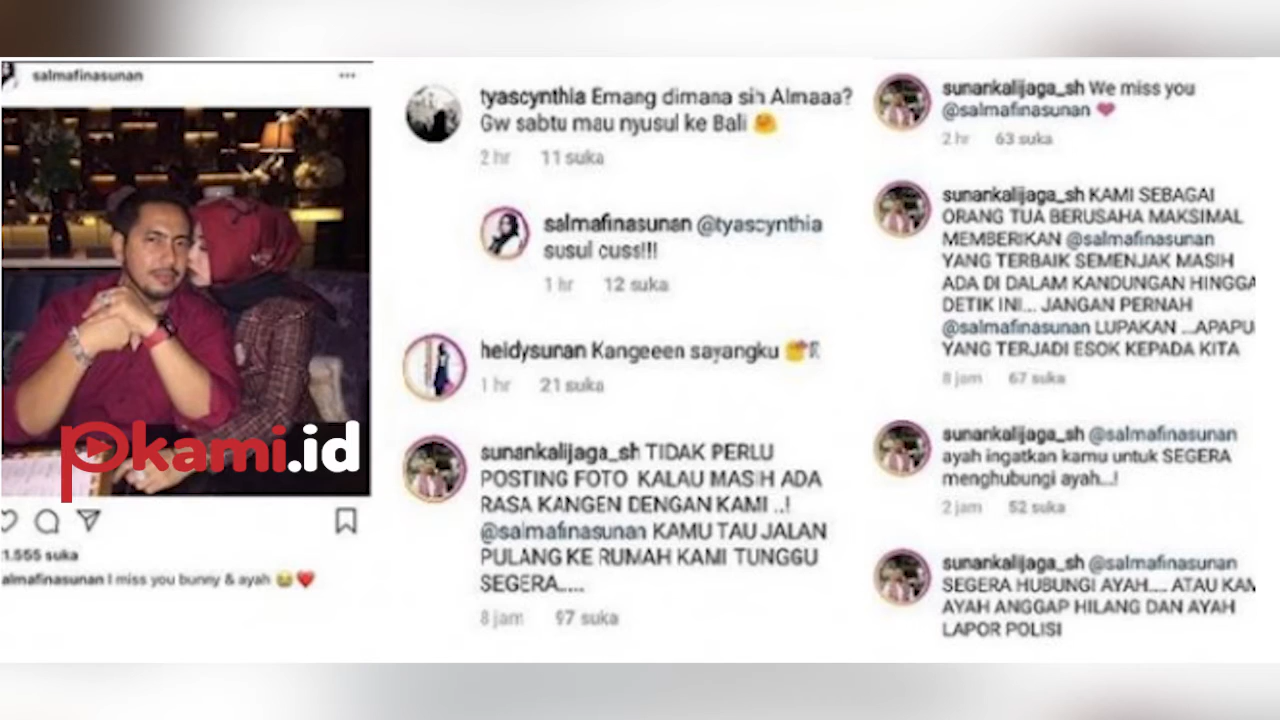 salmafinasunan
pkami.id
1.555 suka
almafinasunan I miss you bunny & ayah 😭❤️
tyascynthia Emang dimana sih Almaaa?
Gw sabtu mau nyusul ke Bali 🤗
2 hr 11 suka
salmafinasunan @tyascynthia
susul cuss!!!
1 hr 12 suka
heidysunan Kangeeen sayangku
1 hr 21 suka
sunankalijaga_sh TIDAK PERLU
POSTING FOTO KALAU MASIH ADA
RASA KANGEN DENGAN KAMI ..!
@salmafinasunan KAMU TAU JALAN
PULANG KE RUMAH KAMI TUNGGU
SEGERA.....
8 jam 97 suka
sunankalijaga_sh We miss you
@salmafinasunan ❤
2 hr 63 suka
sunankalijaga_sh KAMI SEBAGAI
ORANG TUA BERUSAHA MAKSIMAL
MEMBERIKAN @salmafinasunan
YANG TERBAIK SEMENJAK MASIH
ADA DI DALAM KANDUNGAN HINGGA
DETIK INI... JANGAN PERNAH
@salmafinasunan LUPAKAN ...APAPU
YANG TERJADI ESOK KEPADA KITA
8 jam 67 suka
sunankalijaga_sh @salmafinasunan
ayah ingatkan kamu untuk SEGERA
menghubungi ayah...!
2 jam 52 suka
sunankalijaga_sh @salmafinasunan
SEGERA HUBUNGI AYAH.... ATAU KAM
AYAH ANGGAP HILANG DAN AYAH
LAPOR POLISI